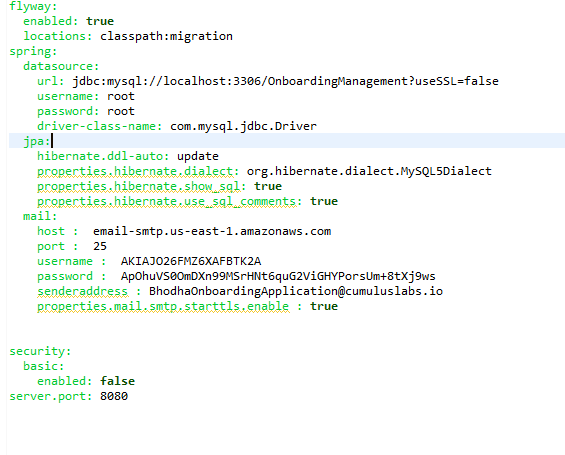 flyway:
enabled: true
locations: classpath:migration
spring:
datasource:
url: jdbc:mysql://localhost:3306/OnboardingManagement?useSSL=false
username: root
password: root
driver-class-name: com.mysql.jdbc.Driver
jpa:
hibernate.ddl-auto: update
properties.hibernate.dialect: org.hibernate.dialect.MySQL5Dialect
properties.hibernate.show_sql: true
properties.hibernate.use_sql_comments: true
mail:
host :  email-smtp.us-east-1.amazonaws.com
port :  25
username :  AKIAJO26FMZ6XAFBTK2A
password :  ApOhuVS0OmDXn99MSrHNt6quG2ViGHYPorsUm+8tXj9ws
senderaddress : BhodhaOnboardingApplication@cumuluslabs.io
properties.mail.smtp.starttls.enable : true
security:
basic:
enabled: false
server.port: 8080